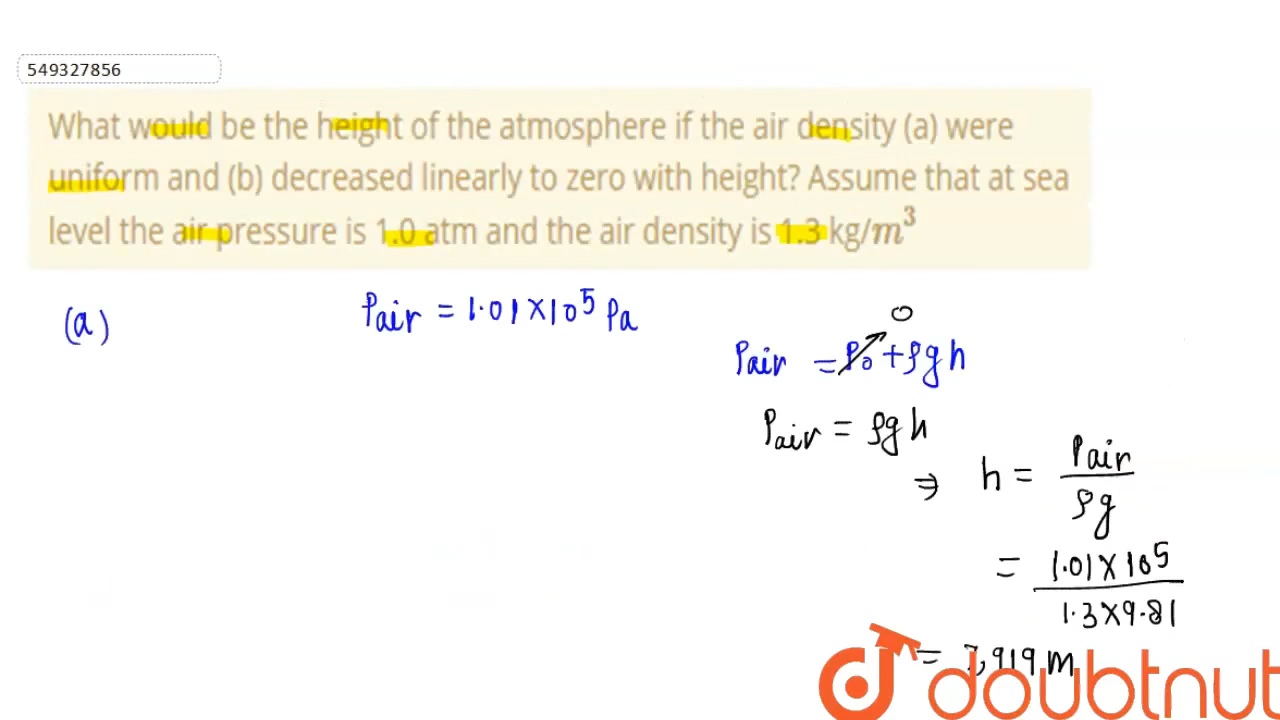 549327856
What would be the height of the atmosphere if the air density (a) were
uniform and (b) decreased linearly to zero with height? Assume that at sea
level the air pressure is 1.0 atm and the air density is 1.3 kg/m³
(a) Pair = 1.01×10⁵ Pa
0
Pair = P₀ + ρgh
Pair = ρgh
⇒ h = Pair
ρg
= 1.01×10⁵
1.3×9.81
= 7,919 m
doubtnut